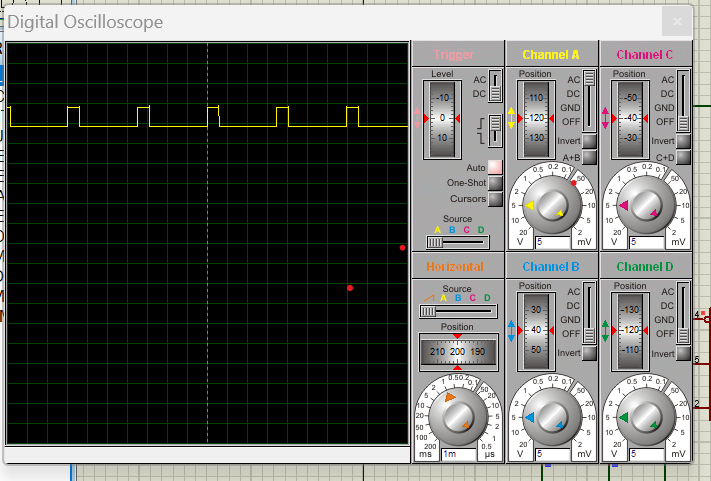 Digital Oscilloscope
Trigger
Level
-10
0
10
AC
DC
Auto
One-Shot
Cursors
Source
A B C D
Channel A
Position
110
120
130
AC
DC
GND
OFF
Invert
A+B
0.5 0.2 0.1
1 50
2 20
5 10
10 5
20 2
V 5 mV
Channel C
Position
-50
-40
-30
AC
DC
GND
OFF
Invert
C+D
0.5 0.2 0.1
1 50
2 20
5 10
10 5
20 2
V 5 mV
Horizontal
Source
A B C D
Position
210 200 190
1 0.5
2 0.2
5 0.1
10 50
20 20
50 10
100 5
200 0.5
ms 1m µs
Channel B
Position
30
40
50
AC
DC
GND
OFF
Invert
0.5 0.2 0.1
1 50
2 20
5 10
10 5
20 2
V 5 mV
Channel D
Position
-130
-120
-110
AC
DC
GND
OFF
Invert
0.5 0.2 0.1
1 50
2 20
5 10
10 5
20 2
V 5 mV
4
5
2